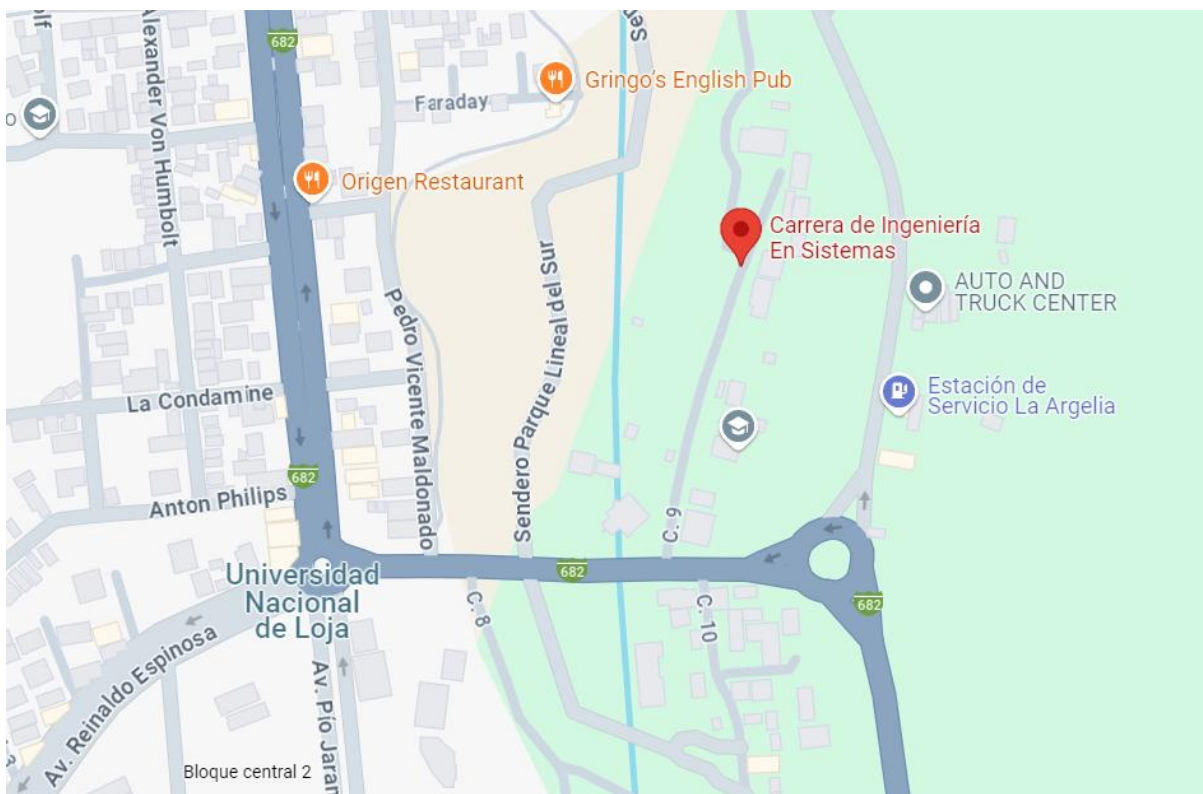 olf
Alexander Von Humbolt
682
Sen
Gringo's English Pub
Faraday
o
Origen Restaurant
Carrera de Ingeniería
En Sistemas
Sendero Parque Lineal del Sur
AUTO AND
TRUCK CENTER
Pedro Vicente Maldonado
La Condamine
Estación de
Servicio La Argelia
682
Anton Philips
C. 9
682
682
Universidad
Nacional
de Loja
C. 8
C. 10
Av. Reinaldo Espinosa
Av. Pío Jaram
Bloque central 2